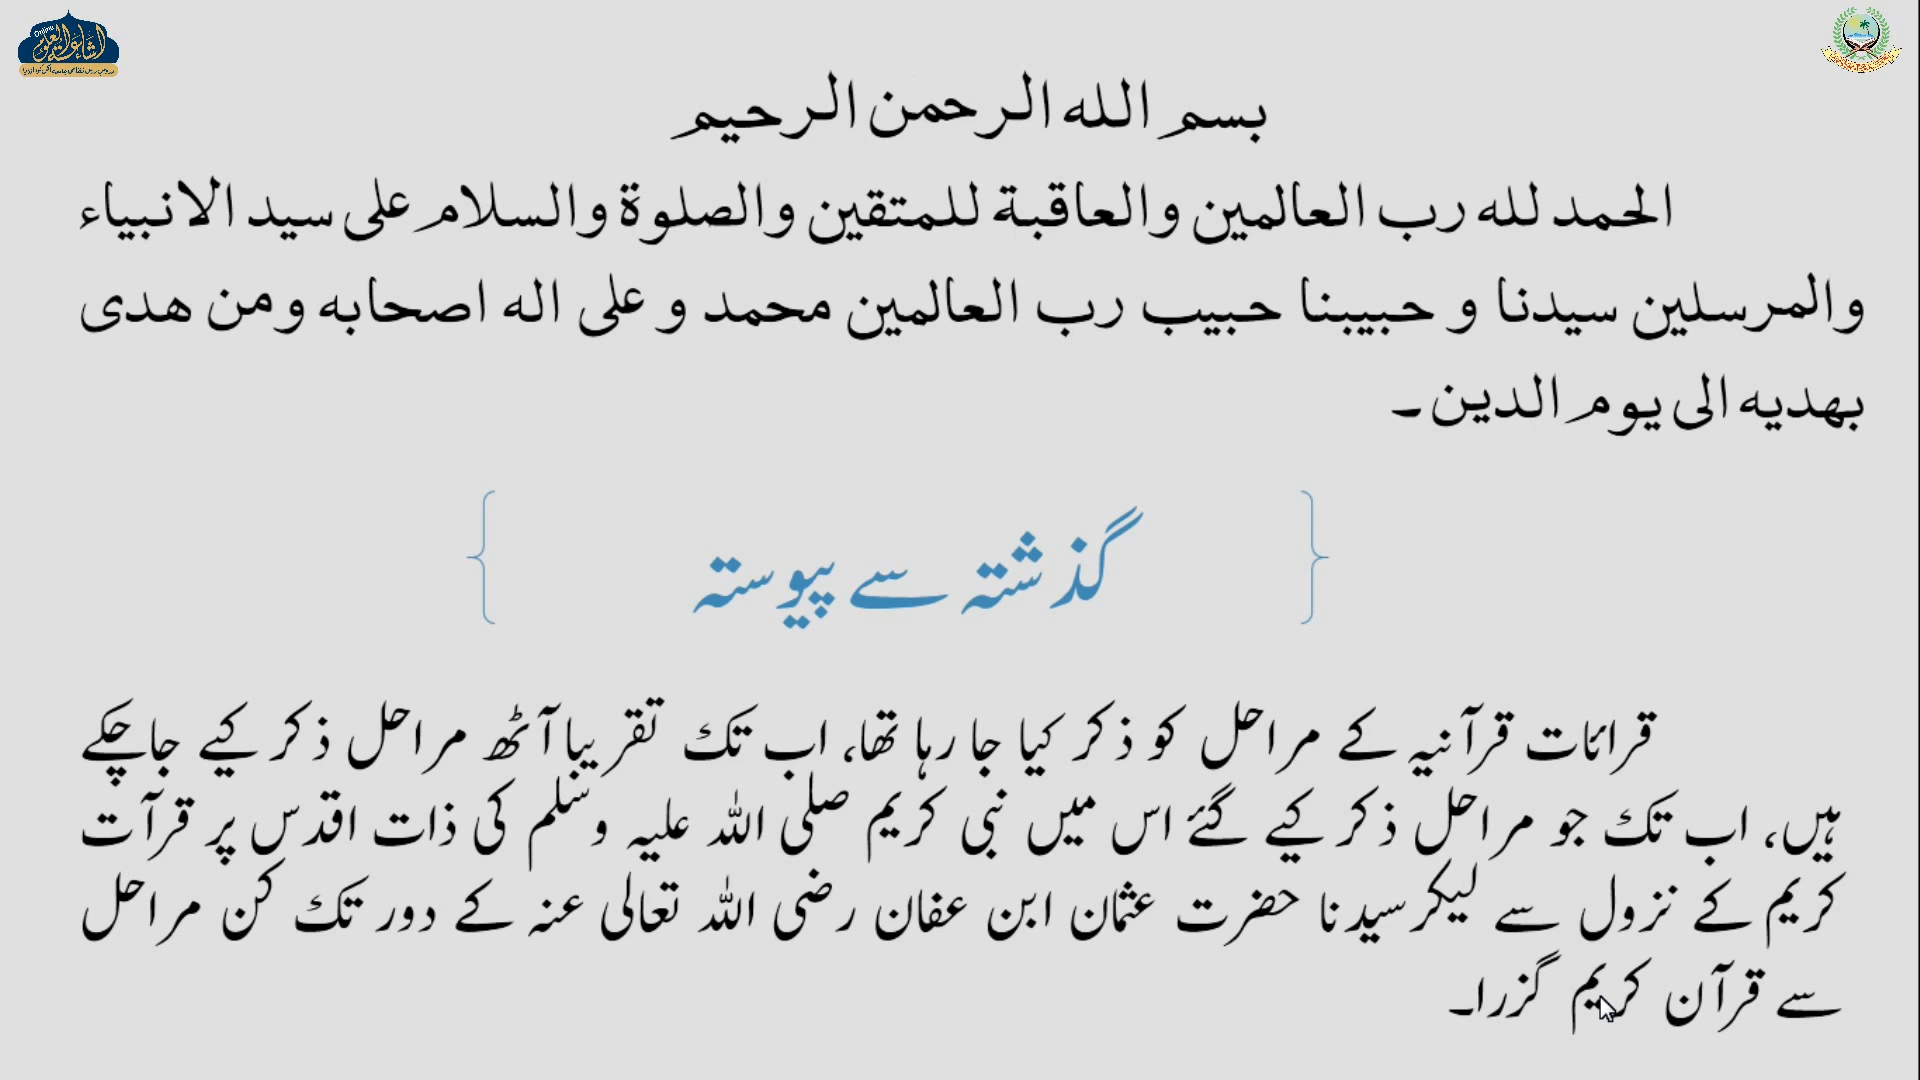 بسم الله الرحمن الرحيم
الحمد لله رب العالمين والعاقبة للمتقين والصلوة والسلام على سيد الانبياء
والمرسلين سيدنا و حبيبنا حبيب رب العالمين محمد و على اله اصحابه ومن هدى
بهديه الى يوم الدين ۔
گذشتہ سے پیوستہ
قرائات قرآنیہ کے مراحل کو ذکر کیا جا رہا تھا، اب تک تقریبا آٹھ مراحل ذکر کیے جاچکے
ہیں، اب تک جو مراحل ذکر کیے گئے اس میں نبی کریم صلی اللہ علیہ وسلم کی ذات اقدس پر قرآت
کریم کے نزول سے لیکر سیدنا حضرت عثمان ابن عفان رضی اللہ تعالی عنہ کے دور تک کن مراحل
سے قرآن کریم گزرا۔
Online